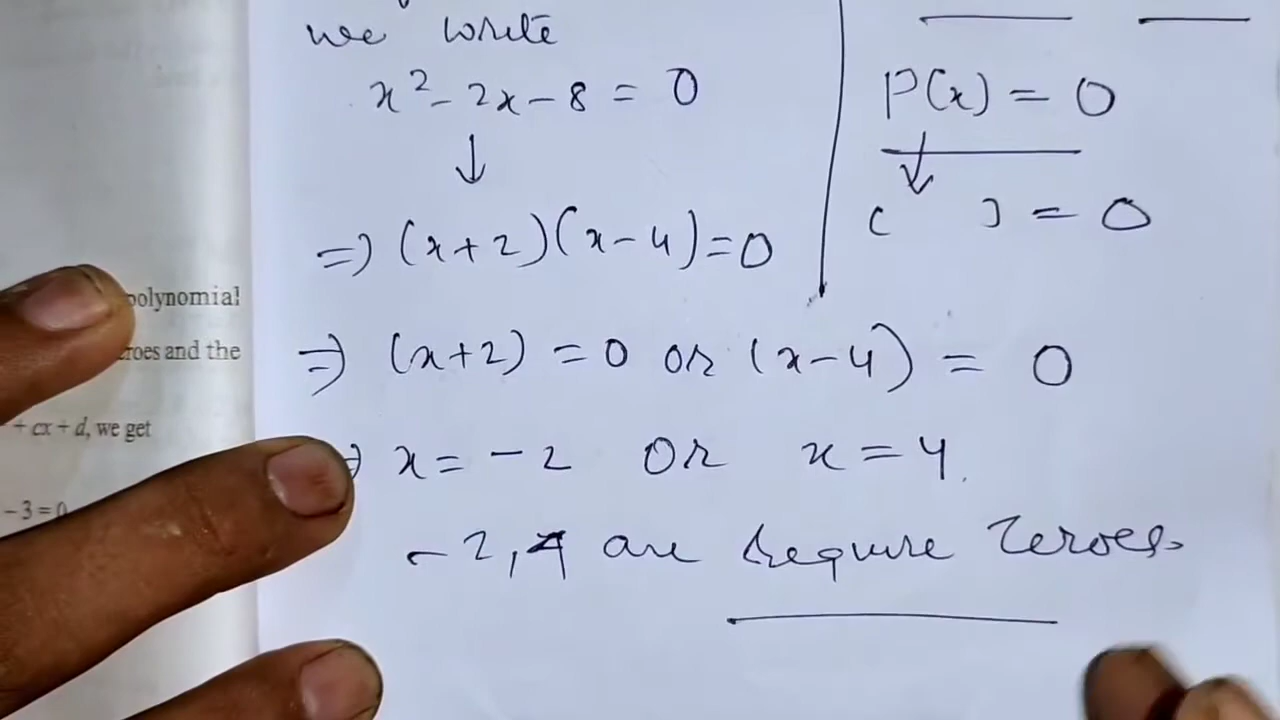 we write
x² - 2x - 8 = 0
↓
=> (x+2)(x-4)=0
=> (x+2) = 0 or (x-4) = 0
=> x = -2 or x = 4.
-2, 4 are require zeroes.
P(x) = 0
↓
( ) = 0
polynomial
roes and the
+ cx + d, we get
-3 = 0